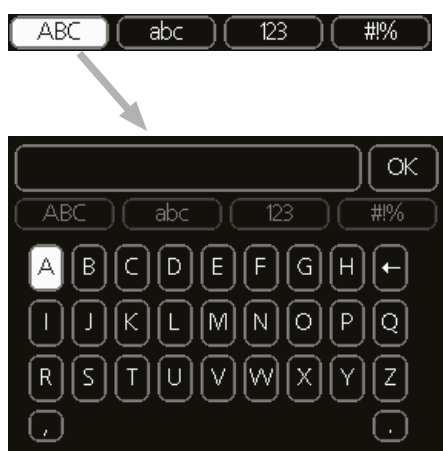 ABC abc 123 #!%
OK
ABC abc 123 #!%
A B C D E F G H ←
I J K L M N O P Q
R S T U V W X Y Z
, .